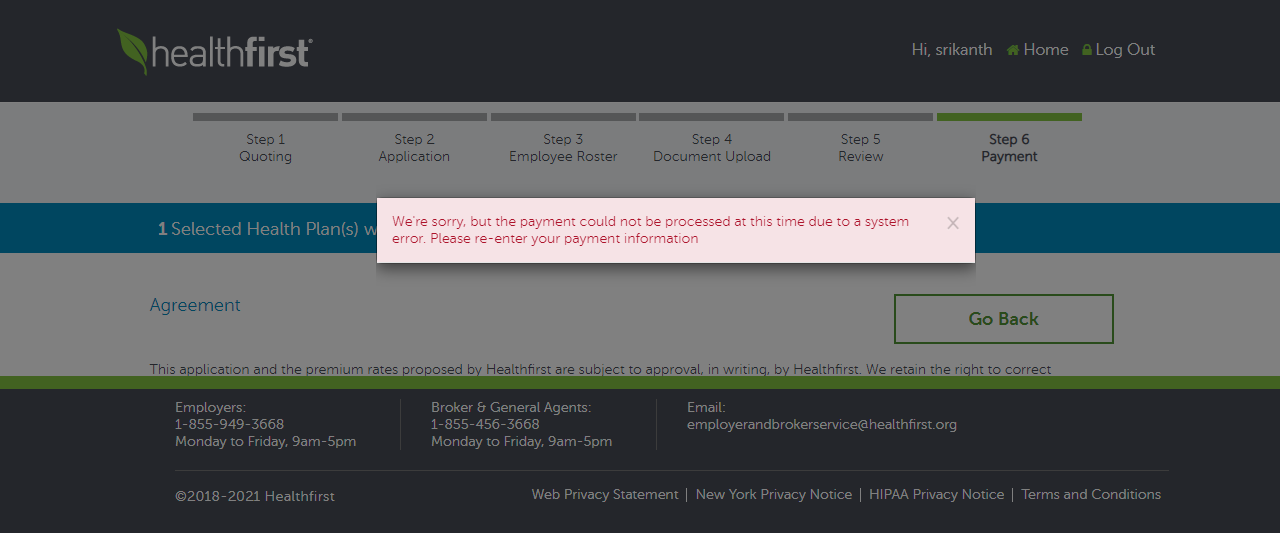 healthfirst®
Hi, srikanth Home Log Out
Step 1
Quoting
Step 2
Application
Step 3
Employee Roster
Step 4
Document Upload
Step 5
Review
Step 6
Payment
1 Selected Health Plan(s) w
We're sorry, but the payment could not be processed at this time due to a system
error. Please re-enter your payment information
Agreement
Go Back
This application and the premium rates proposed by Healthfirst are subject to approval, in writing, by Healthfirst. We retain the right to correct
Employers:
1-855-949-3668
Monday to Friday, 9am-5pm
Broker & General Agents:
1-855-456-3668
Monday to Friday, 9am-5pm
Email:
employerandbrokerservice@healthfirst.org
©2018-2021 Healthfirst
Web Privacy Statement | New York Privacy Notice | HIPAA Privacy Notice | Terms and Conditions